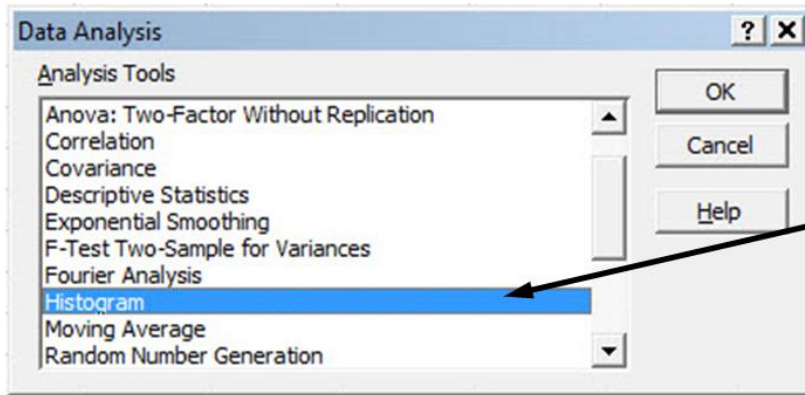 Data Analysis
? X
Analysis Tools
Anova: Two-Factor Without Replication
Correlation
Covariance
Descriptive Statistics
Exponential Smoothing
F-Test Two-Sample for Variances
Fourier Analysis
Histogram
Moving Average
Random Number Generation
OK
Cancel
Help